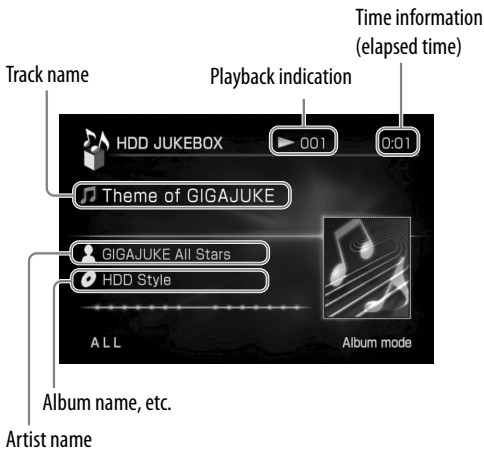 Time information
(elapsed time)
Track name
Playback indication
HDD JUKEBOX
001
0:01
Theme of GIGAJUKE
GIGAJUKE All Stars
HDD Style
ALL
Album mode
Album name, etc.
Artist name